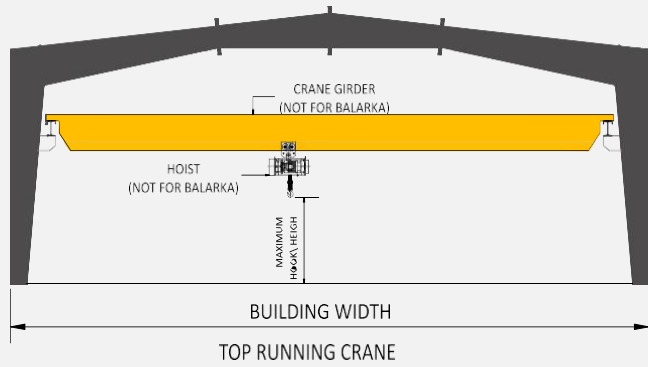 CRANE GIRDER
(NOT FOR BALARKA)
HOIST
(NOT FOR BALARKA)
MAXIMUM
HOOK\ HEIGH
BUILDING WIDTH
TOP RUNNING CRANE